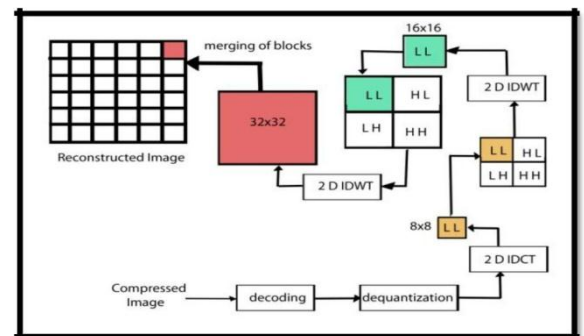 16x16
merging of blocks
LL
2 D IDWT
LL
HL
32x32
LH
HH
LL
HL
Reconstructed Image
LH
HH
2 D IDWT
8x8
LL
2 D IDCT
Compressed
Image
decoding
dequantization